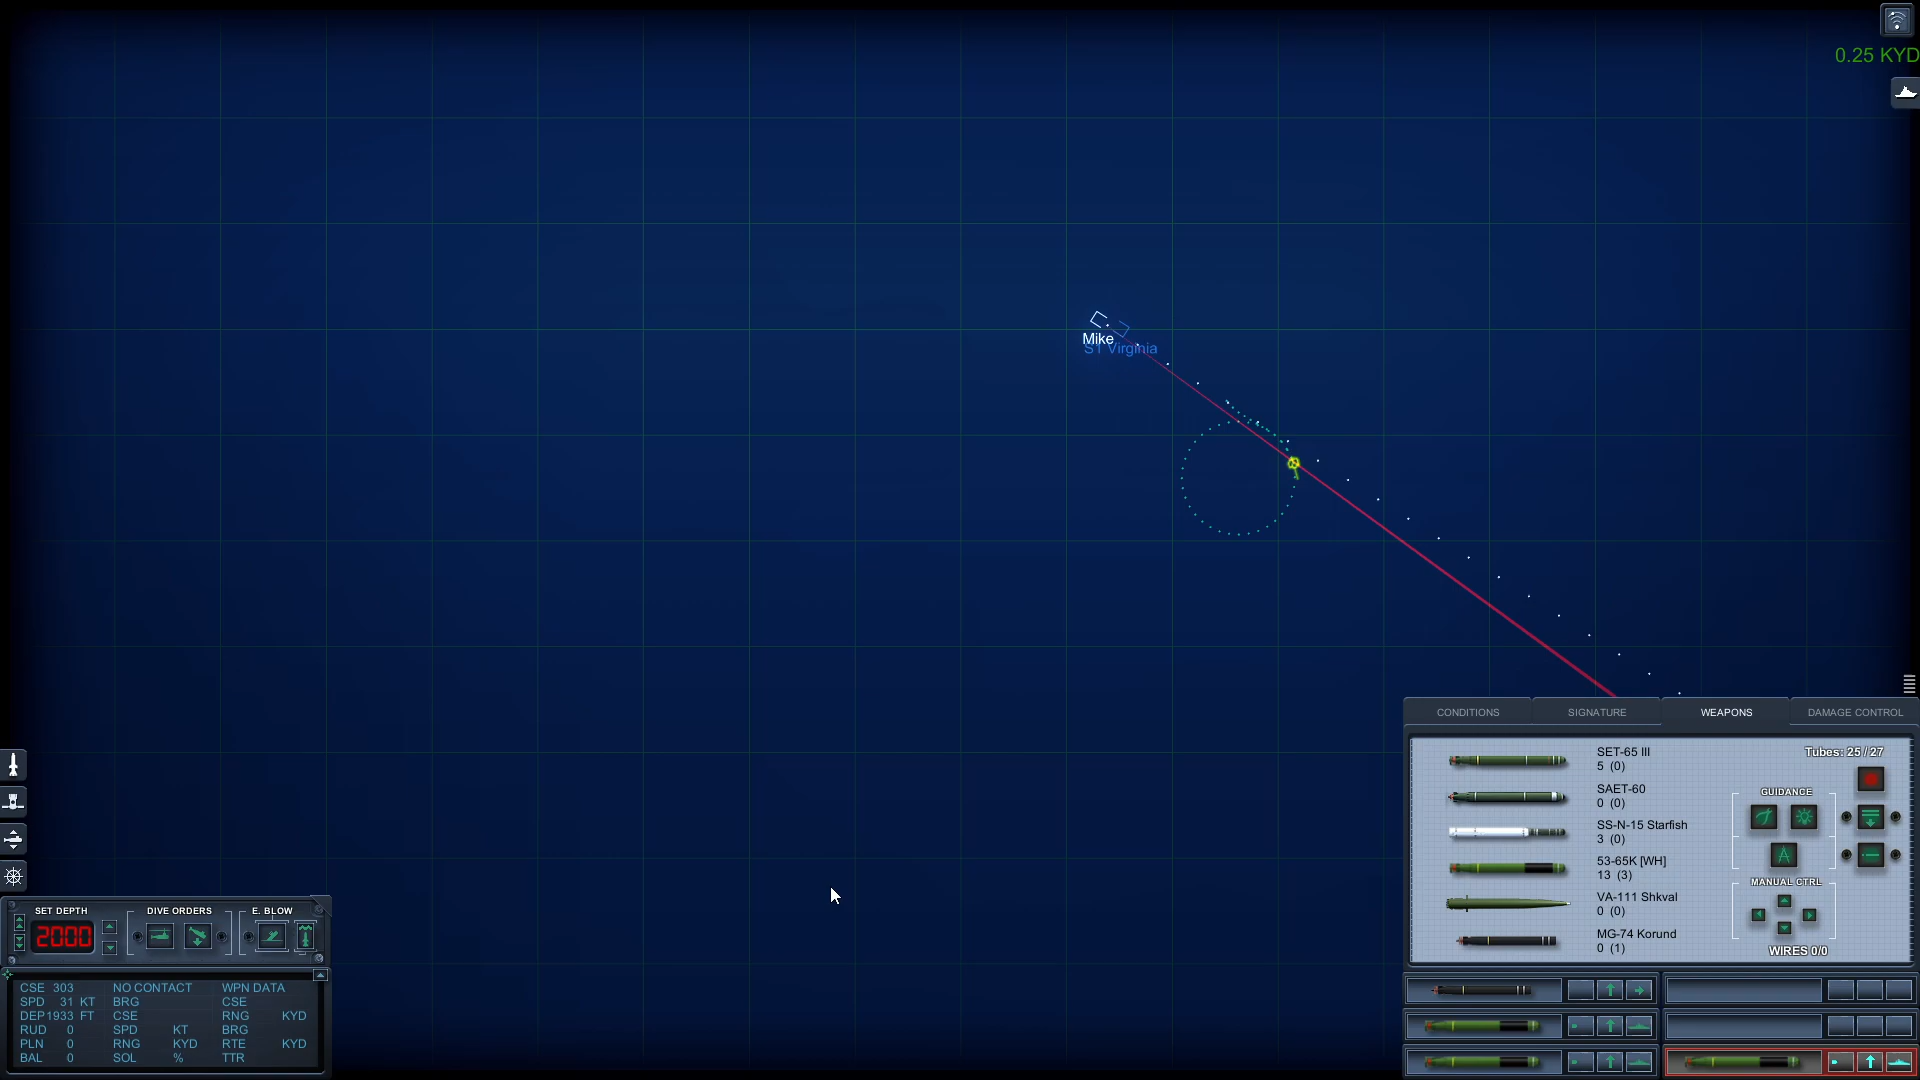 0.25 KYD
Mike
S1 Virginia
CONDITIONS
SIGNATURE
WEAPONS
DAMAGE CONTROL
SET-65 III
5 (0)
SAET-60
0 (0)
SS-N-15 Starfish
3 (0)
53-65K [WH]
13 (3)
VA-111 Shkval
0 (0)
MG-74 Korund
0 (1)
Tubes: 25 / 27
GUIDANCE
MANUAL CTRL
WIRES 0/0
SET DEPTH
DIVE ORDERS
E. BLOW
2000
CSE 303 NO CONTACT WPN DATA
SPD 31 KT BRG CSE
DEP 1933 FT CSE RNG KYD
RUD 0 SPD KT BRG
PLN 0 RNG KYD RTE KYD
BAL 0 SOL % TTR